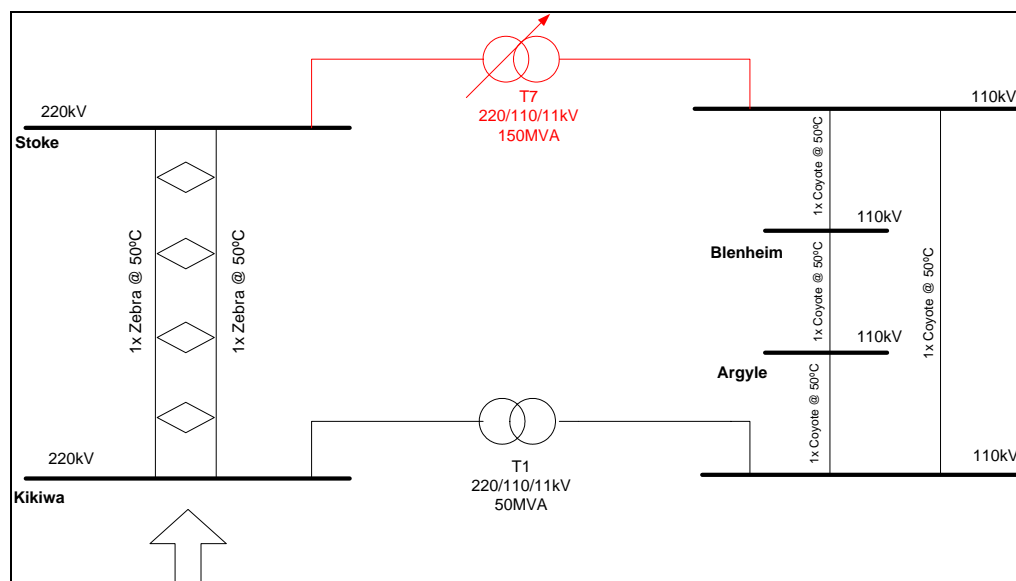 T7
220/110/11kV
150MVA
220kV
Stoke
110kV
1x Zebra @ 50ºC
1x Zebra @ 50ºC
1x Coyote @ 50ºC
110kV
Blenheim
1x Coyote @ 50ºC
1x Coyote @ 50ºC
110kV
Argyle
1x Coyote @ 50ºC
220kV
Kikiwa
T1
220/110/11kV
50MVA
110kV